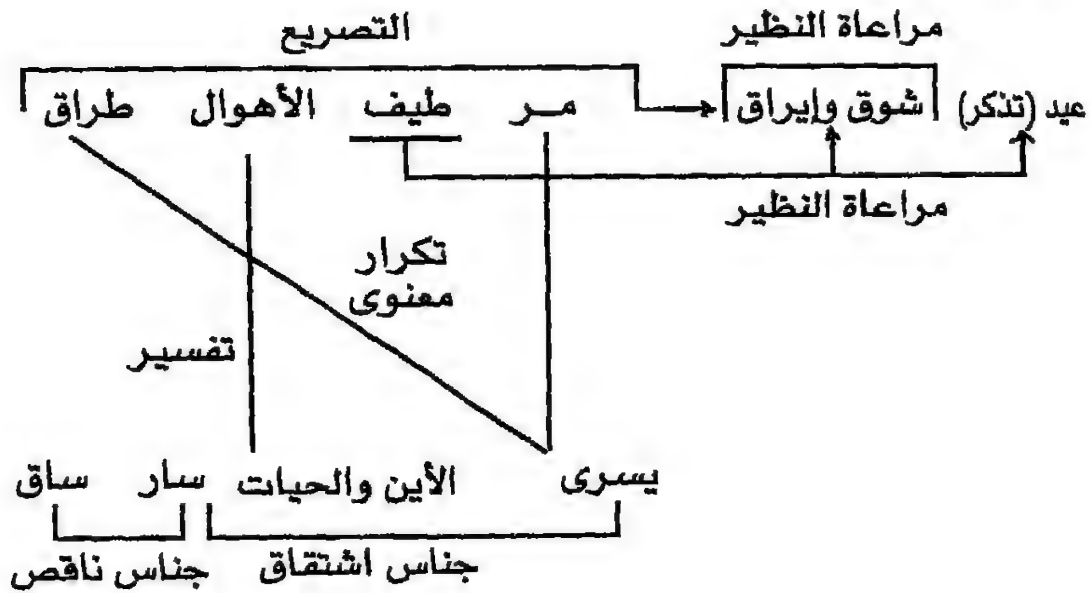 مراعاة النظير التصريع
عيد (تذكر) شوق وإيراق مر طيف الأهوال طراق
مراعاة النظير
تكرار
معنوى
تفسير
يسرى الأين والحيات سار ساق
جناس اشتقاق جناس ناقص